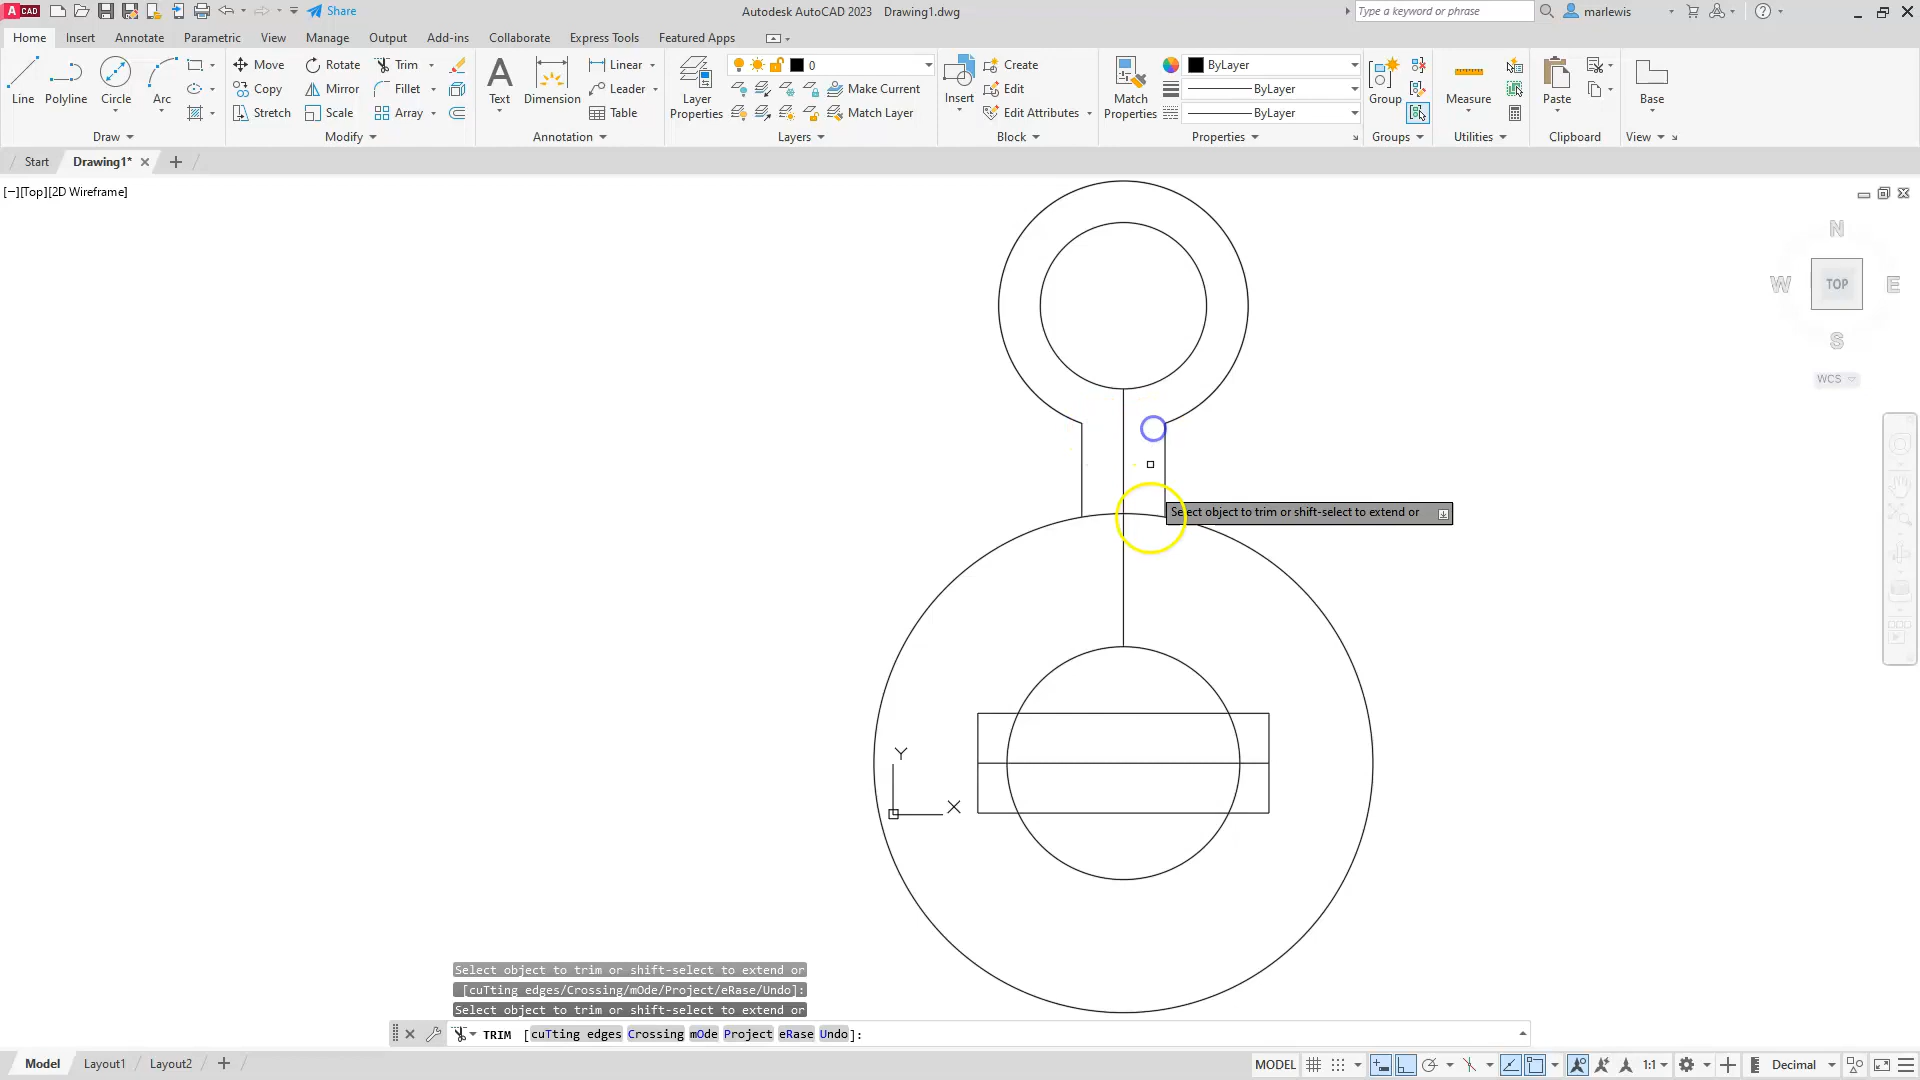 A CAD Share Autodesk AutoCAD 2023 Drawing1.dwg Type a keyword or phrase marlewis
Home Insert Annotate Parametric View Manage Output Add-ins Collaborate Express Tools Featured Apps
Line Polyline Circle Arc
Draw
Move Rotate Trim
Copy Mirror Fillet
Stretch Scale Array
Modify
Text Dimension
Linear
Leader
Table
Annotation
Layer Properties
0
Make Current
Match Layer
Layers
Insert
Create
Edit
Edit Attributes
Block
Match Properties
ByLayer
ByLayer
ByLayer
Properties
Group
Groups
Measure
Utilities
Paste
Clipboard
Base
View
Start Drawing1*
[−][Top][2D Wireframe]
N
W TOP E
S
WCS
Select object to trim or shift-select to extend or
Y
X
Select object to trim or shift-select to extend or
[cuTting edges/Crossing/mOde/Project/eRase/Undo]:
Select object to trim or shift-select to extend or
TRIM [cuTting edges Crossing mOde Project eRase Undo]:
Model Layout1 Layout2
MODEL 1:1 Decimal